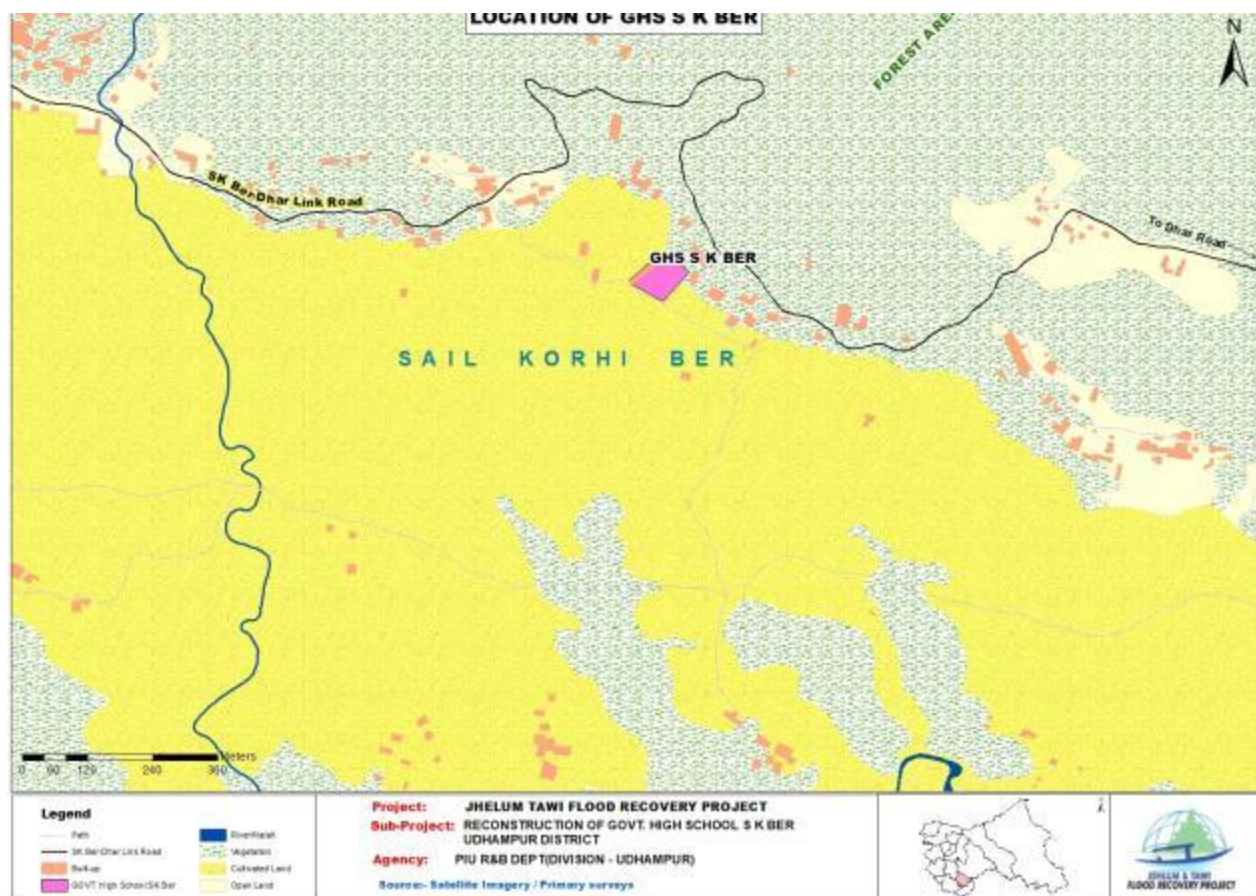 LOCATION OF GHS S K BER
N
FOREST AREA
SK Ber-Dhar Link Road
To Dhar Road
GHS S K BER
SAIL KORHI BER
Meters
0 60 120 240 360
Legend
Path
SK Ber-Dhar Link Road
Built-up
GOVT. High School SK Ber
River/Nalah
Vegetation
Cultivated Land
Open Land
Project: JHELUM TAWI FLOOD RECOVERY PROJECT
Sub-Project: RECONSTRUCTION OF GOVT. HIGH SCHOOL S K BER
UDHAMPUR DISTRICT
Agency: PIU R&B DEPT(DIVISION - UDHAMPUR)
Source:- Satellite Imagery / Primary surveys
JHELUM & TAWI
FLOOD RECOVERY PROJECT